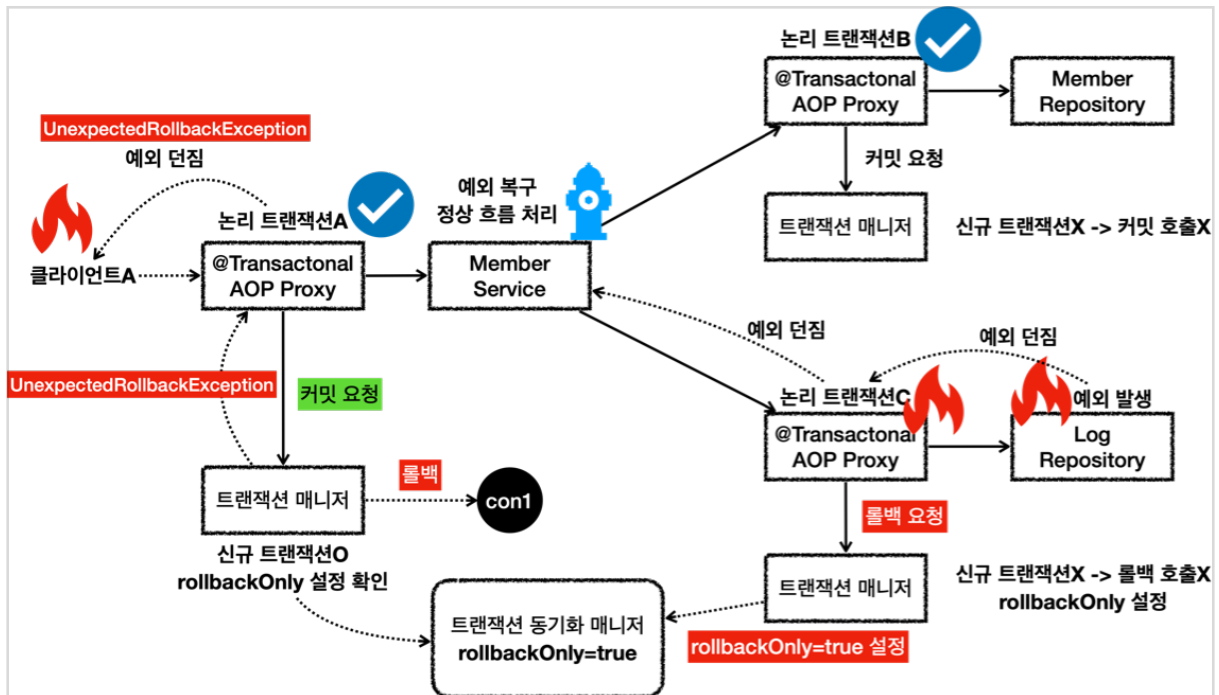 논리 트랜잭션B
@Transactonal
AOP Proxy
Member
Repository
UnexpectedRollbackException
예외 던짐
커밋 요청
예외 복구
정상 흐름 처리
논리 트랜잭션A
트랜잭션 매니저
신규 트랜잭션X -> 커밋 호출X
클라이언트A
@Transactonal
AOP Proxy
Member
Service
예외 던짐
예외 던짐
UnexpectedRollbackException
커밋 요청
논리 트랜잭션C
예외 발생
@Transactonal
AOP Proxy
Log
Repository
트랜잭션 매니저
롤백
con1
롤백 요청
신규 트랜잭션O
rollbackOnly 설정 확인
트랜잭션 매니저
신규 트랜잭션X -> 롤백 호출X
rollbackOnly 설정
트랜잭션 동기화 매니저
rollbackOnly=true
rollbackOnly=true 설정